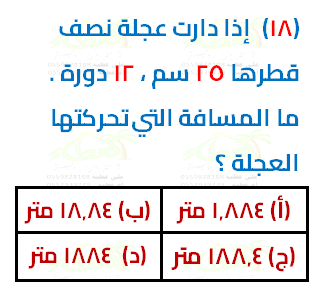 (١٨) إذا دارت عجلة نصف
قطرها ٢٥ سم ، ١٢ دورة .
ما المسافة التي تحركتها
العجلة ؟
(أ) ١,٨٨٤ متر (ب) ١٨,٨٤ متر
(ج) ١٨٨,٤ متر (د) ١٨٨٤ متر